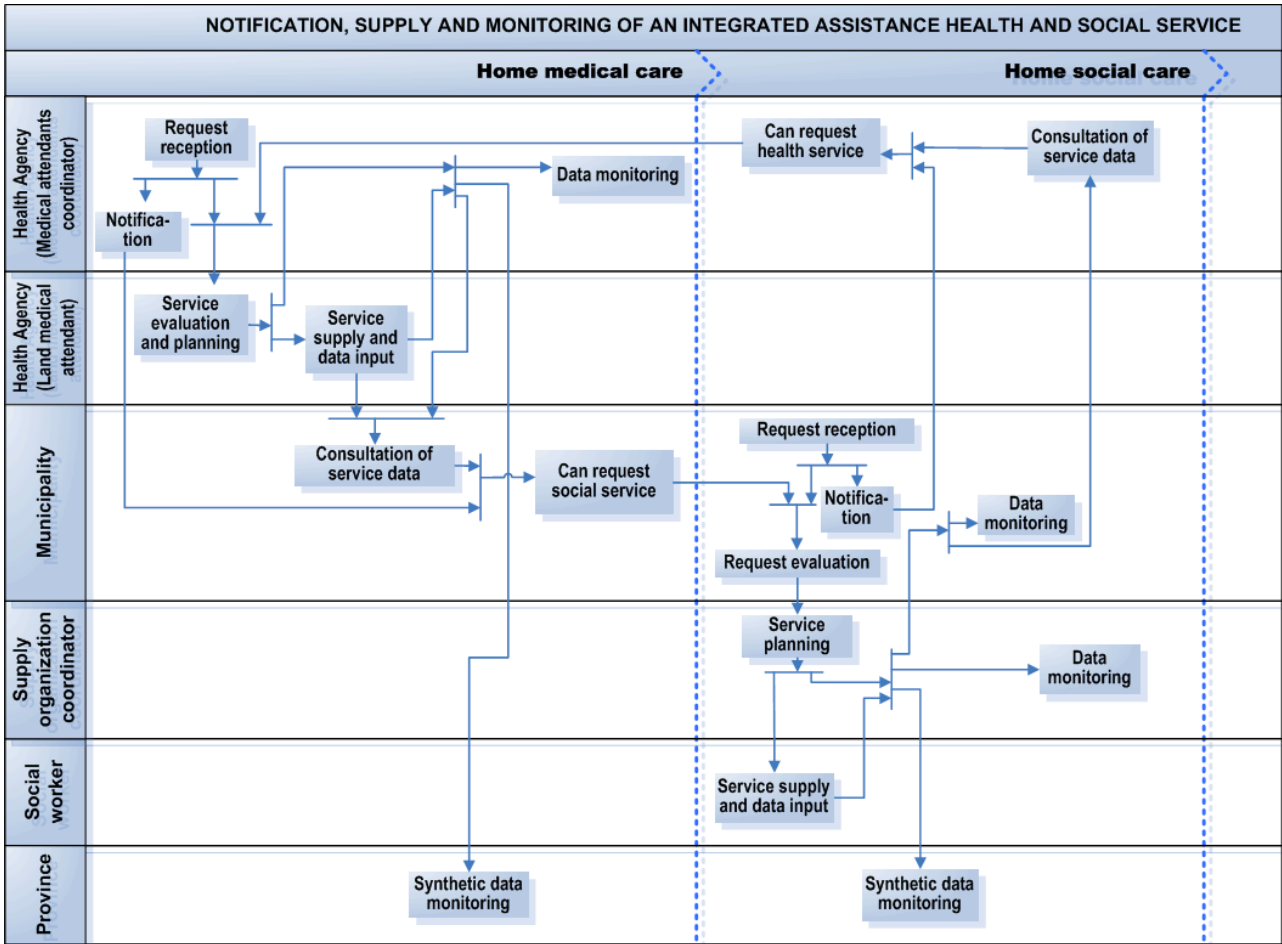 NOTIFICATION, SUPPLY AND MONITORING OF AN INTEGRATED ASSISTANCE HEALTH AND SOCIAL SERVICE
Home medical care
Home social care
Health Agency
(Medical attendants
coordinator)
Request
reception
Notifica-
tion
Data monitoring
Can request
health service
Consultation of
service data
Health Agency
(Land medical
attendant)
Service
evaluation
and planning
Service
supply and
data input
Municipality
Consultation of
service data
Can request
social service
Request reception
Notifica-
tion
Data
monitoring
Request evaluation
Supply
organization
coordinator
Service
planning
Data
monitoring
Social
worker
Service supply
and data input
Province
Synthetic data
monitoring
Synthetic data
monitoring